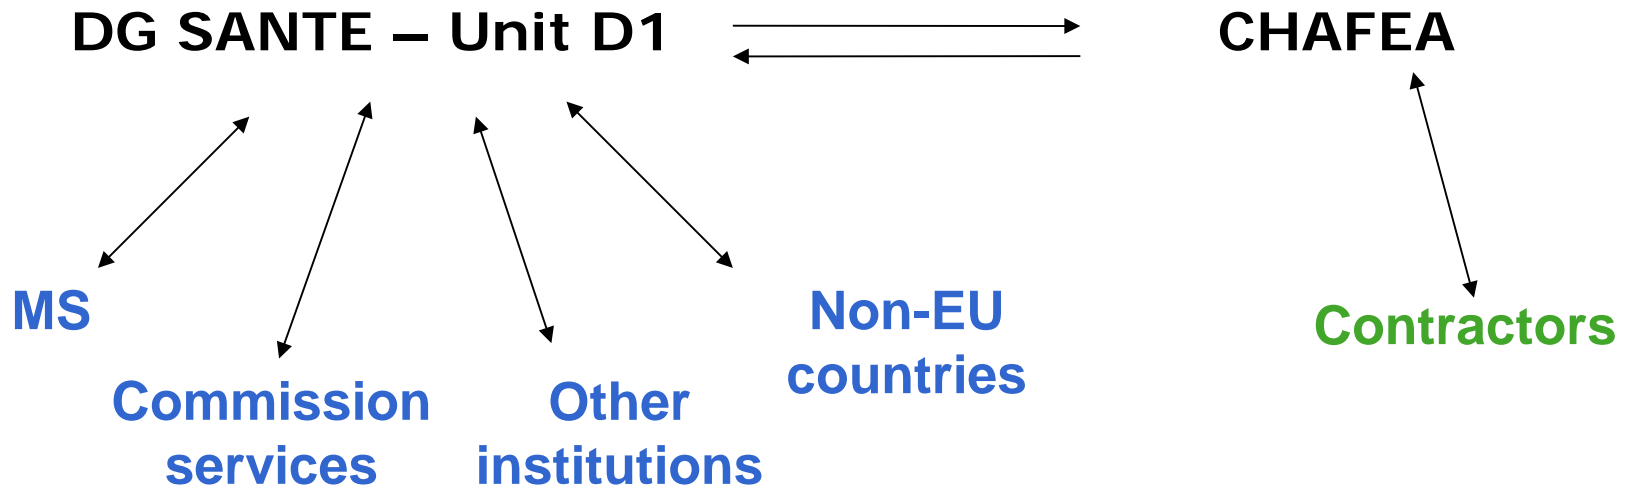 DG SANTE – Unit D1
CHAFEA
MS
Non-EU
countries
Contractors
Commission
services
Other
institutions